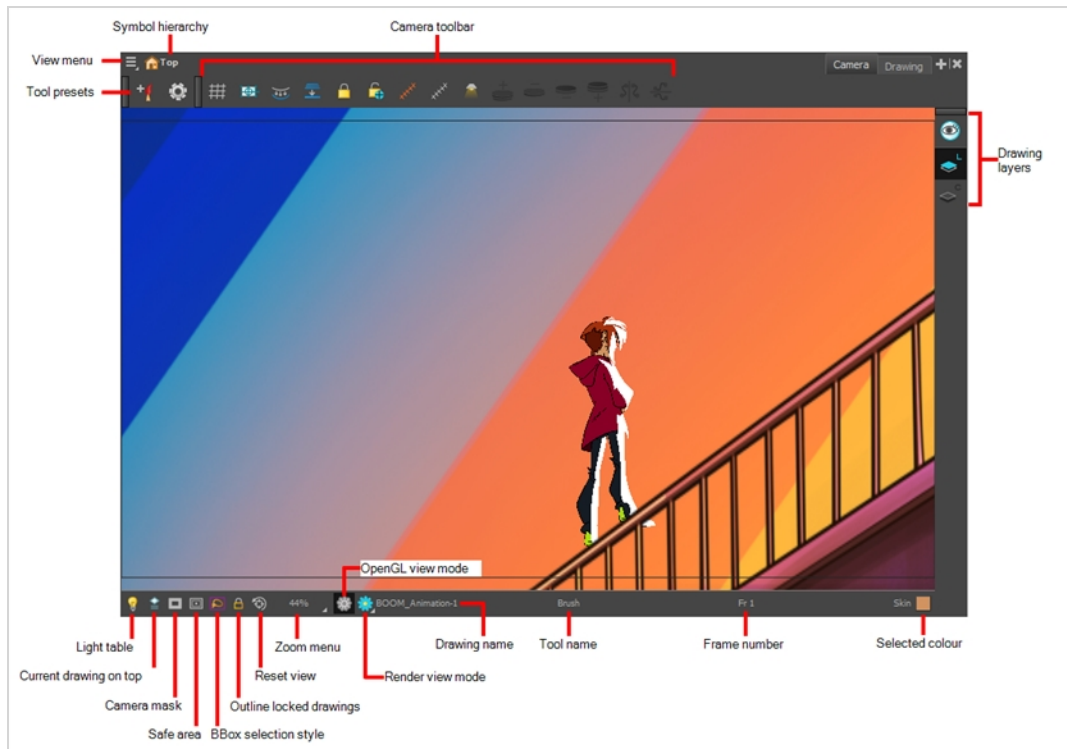 Symbol hierarchy
Camera toolbar
View menu
Top
Camera
Drawing
Tool presets
L
C
Drawing
layers
OpenGL view mode
44%
BOOM_Animation-1
Brush
Fr 1
Skin
Light table
Zoom menu
Drawing name
Tool name
Frame number
Selected colour
Current drawing on top
Reset view
Render view mode
Camera mask
Outline locked drawings
Safe area
BBox selection style